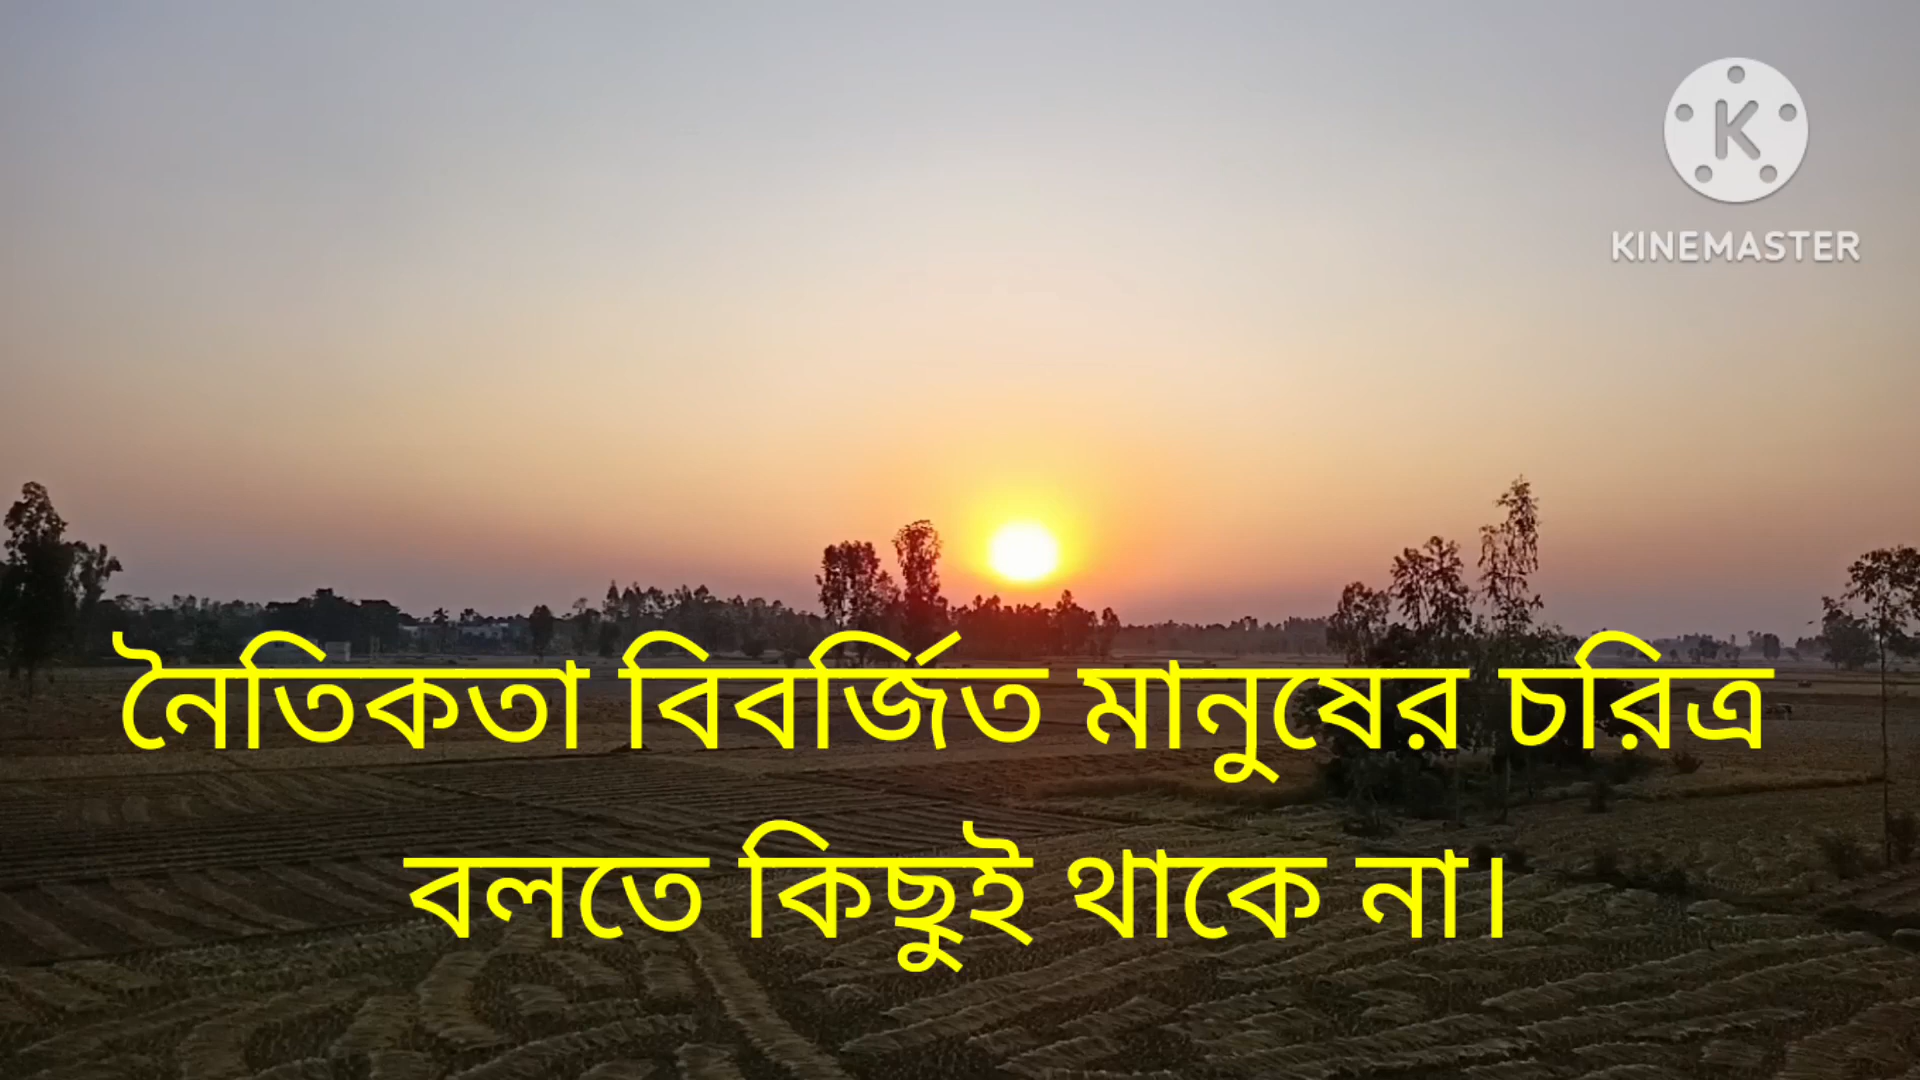 KINEMASTER
নৈতিকতা বিবর্জিত মানুষের চরিত্র
বলতে কিছুই থাকে না।